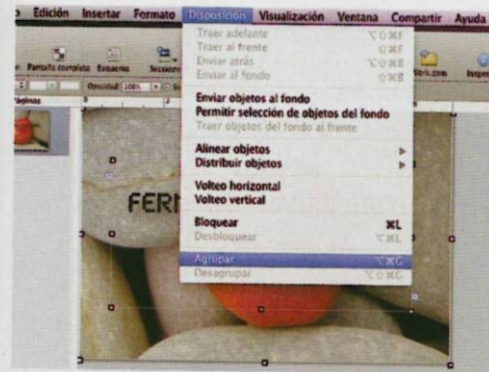 Edición Insertar Formato Disposición Visualización Ventana Compartir Ayuda
Pantalla completa Esquema
iWork.com
Opacidad: 100%
Páginas
Traer adelante ⌥⇧⌘F
Traer al frente ⇧⌘F
Enviar atrás ⌥⇧⌘B
Enviar al fondo ⇧⌘B
Enviar objetos al fondo
Permitir selección de objetos del fondo
Traer objetos del fondo al frente
Alinear objetos
Distribuir objetos
Volteo horizontal
Volteo vertical
Bloquear ⌘L
Desbloquear ⌥⌘L
Agrupar ⌥⌘G
Desagrupar ⌥⇧⌘G
FER